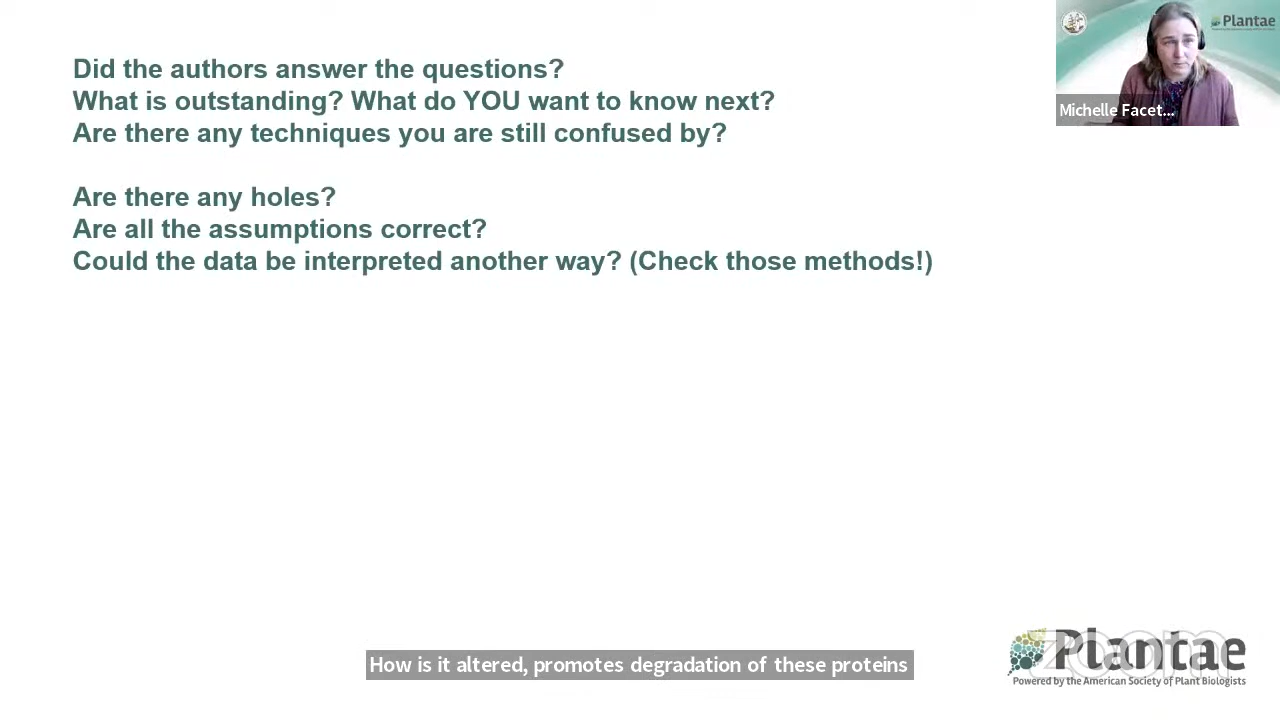 Did the authors answer the questions?
What is outstanding? What do YOU want to know next?
Are there any techniques you are still confused by?
Are there any holes?
Are all the assumptions correct?
Could the data be interpreted another way? (Check those methods!)
Plantae
Michelle Facet...
How is it altered, promotes degradation of these proteins
zoom
Plantae
Powered by the American Society of Plant Biologists